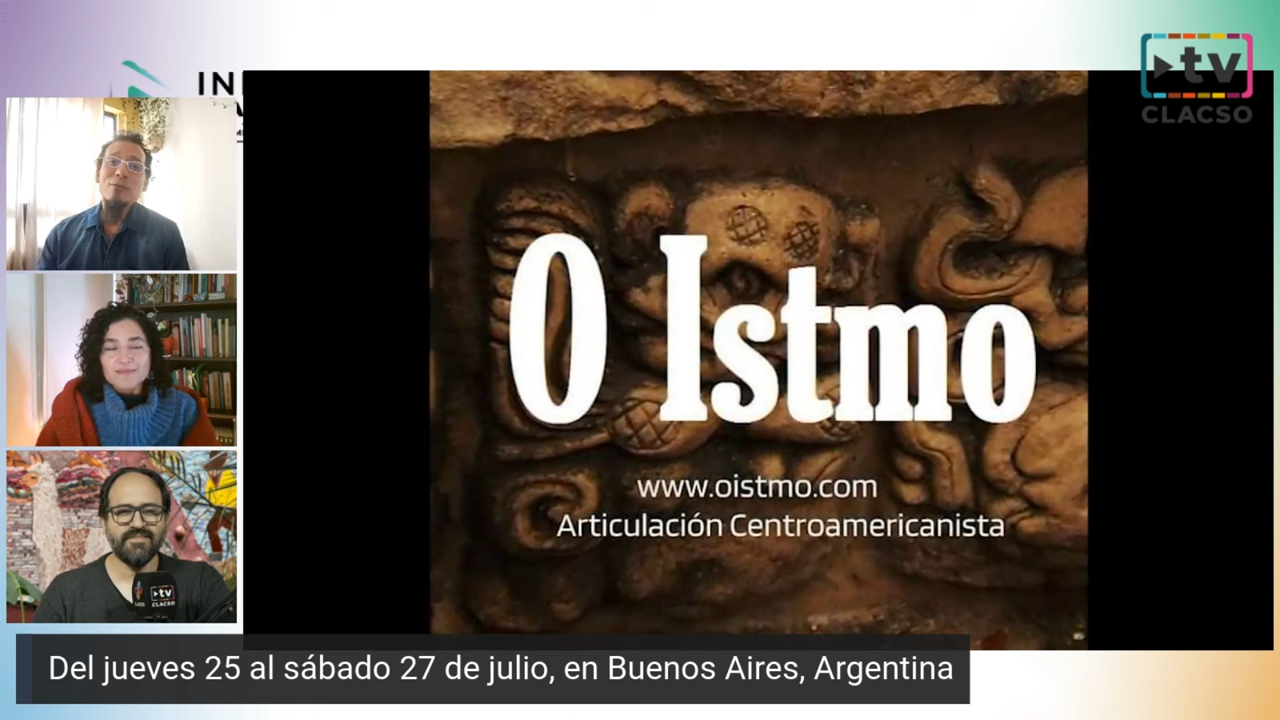 tv
CLACSO
O Istmo
www.oistmo.com
Articulación Centroamericanista
tv
CLACSO
Del jueves 25 al sábado 27 de julio, en Buenos Aires, Argentina